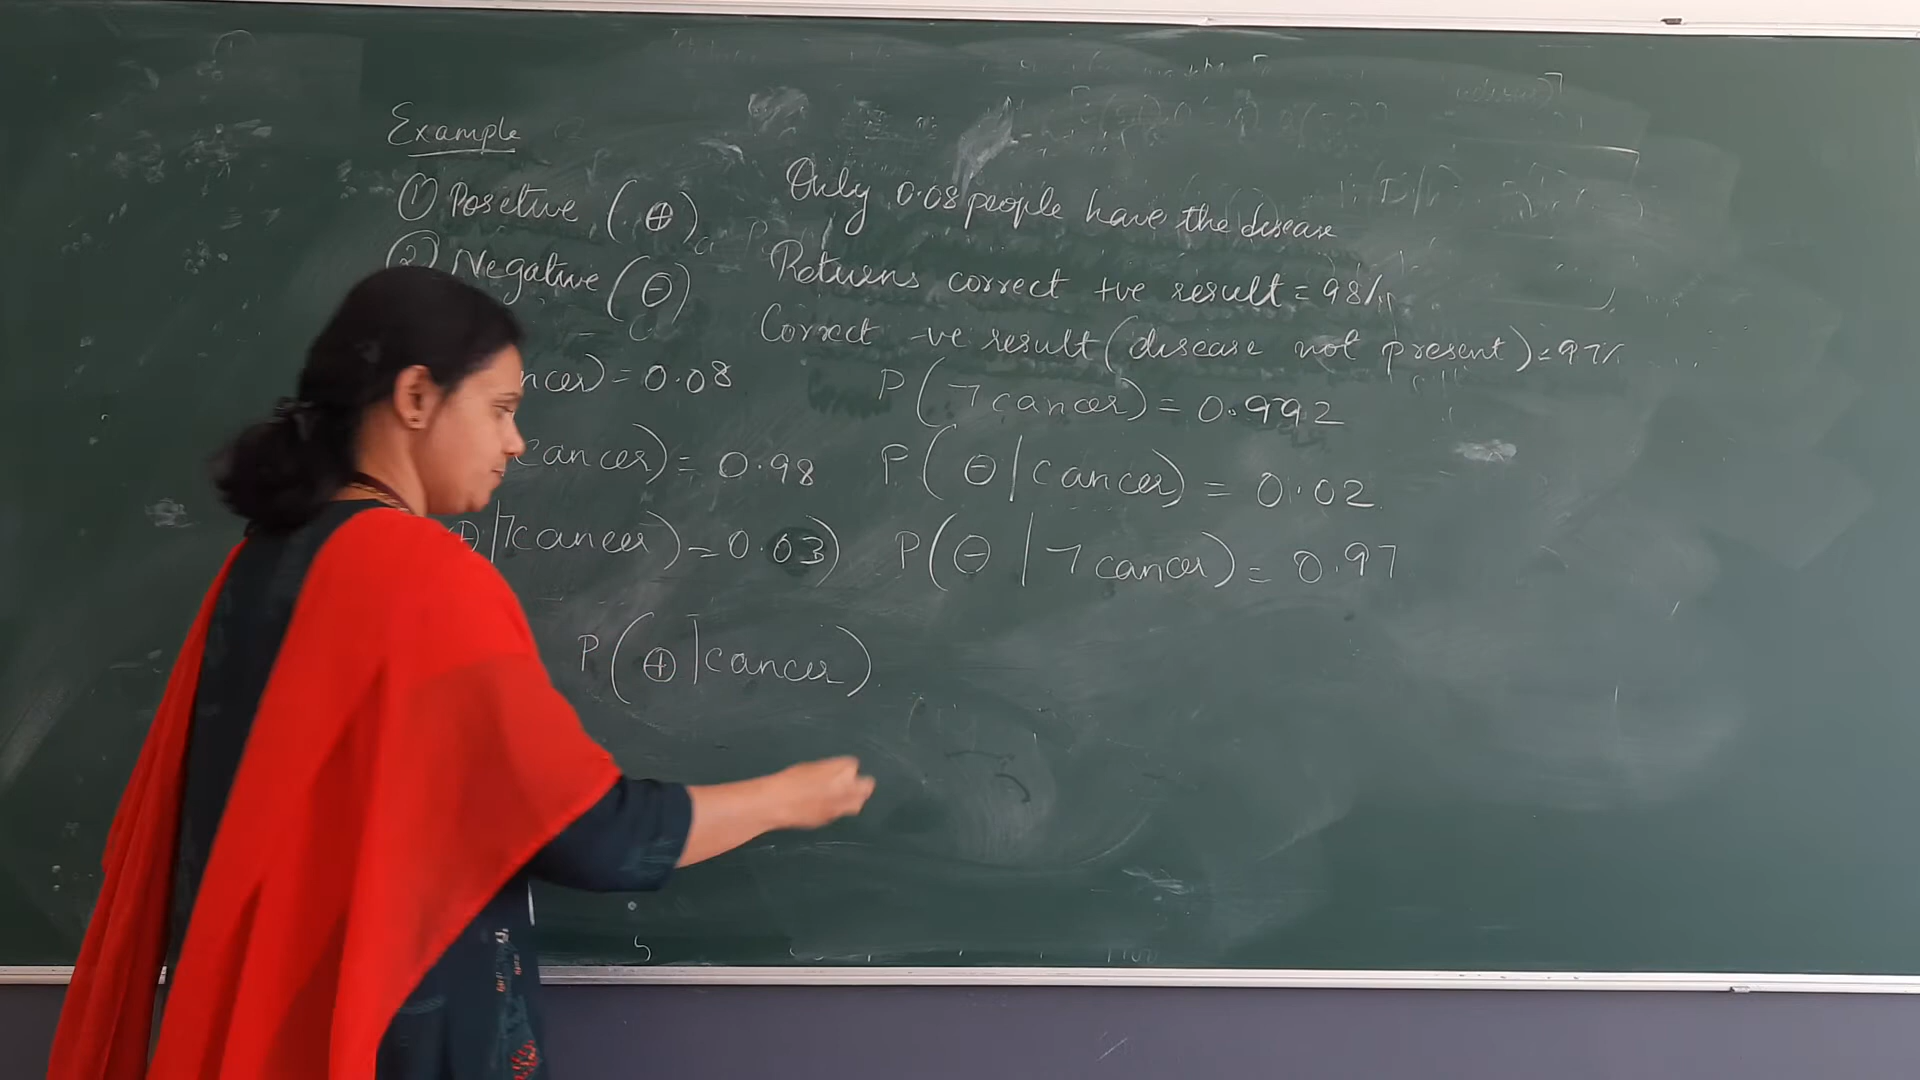 Example
① Posetive (⊕)
② Negative (⊖)
Only 0.08 people have the disease
Returns correct +ve result = 98%
Correct -ve result (disease not present) = 97%
ncer) = 0.08 P(¬cancer) = 0.992
cancer) = 0.98 P(⊖|cancer) = 0.02
⊕|¬cancer) = 0.03) P(⊖|¬cancer) = 0.97
P(⊕|cancer)